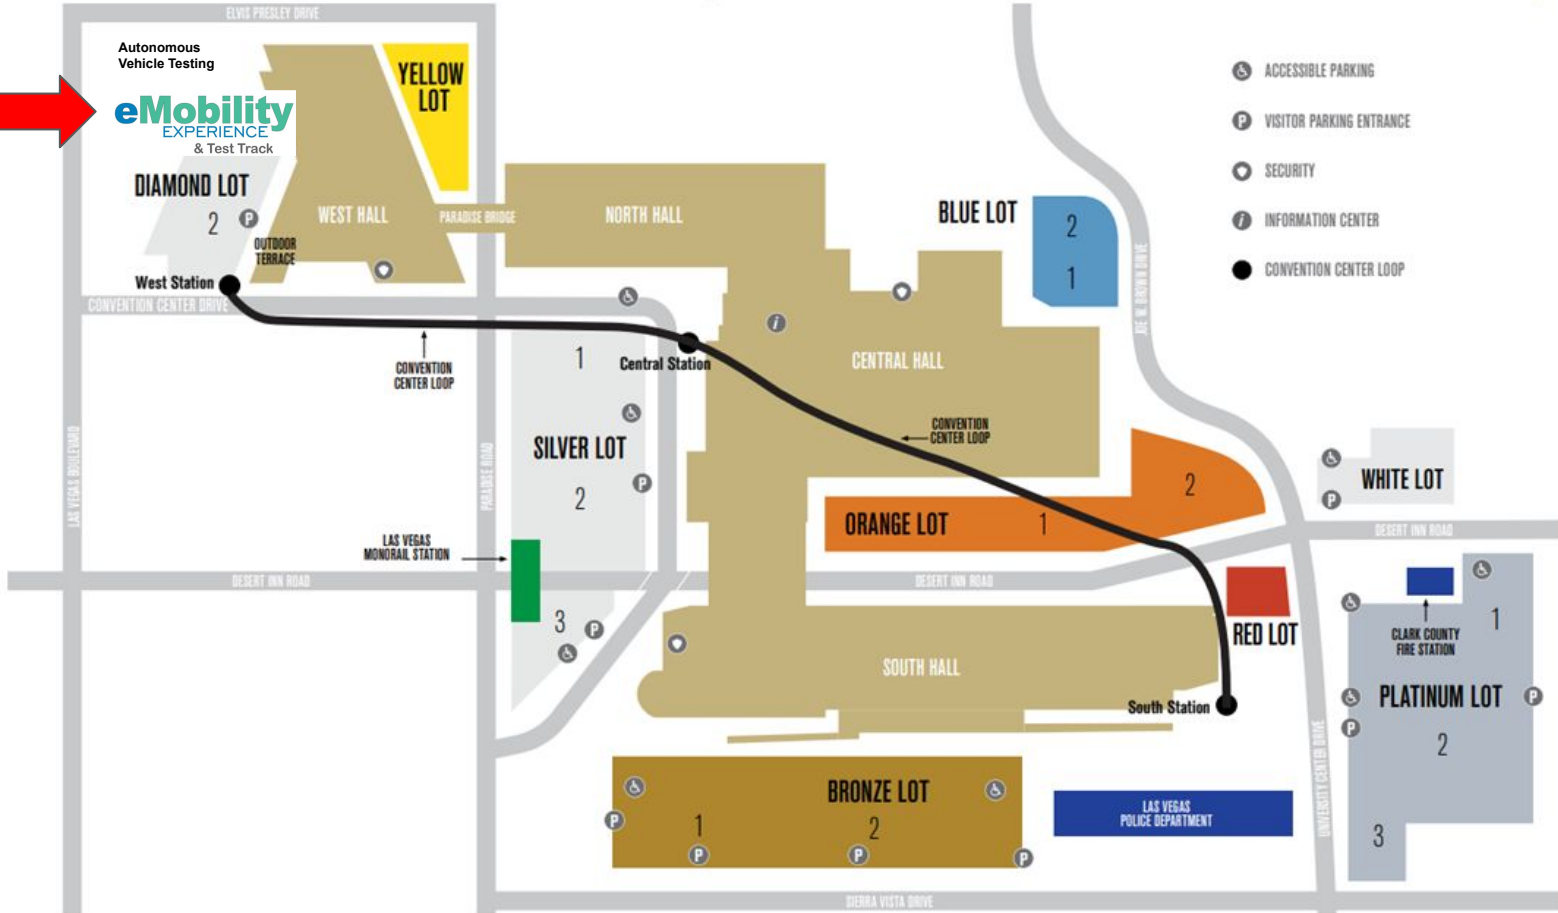 ELVIS PRESLEY DRIVE
Autonomous
Vehicle Testing
eMobility
EXPERIENCE
& Test Track
YELLOW
LOT
DIAMOND LOT
2
P
OUTDOOR
TERRACE
WEST HALL
PARADISE BRIDGE
NORTH HALL
West Station
CONVENTION CENTER DRIVE
CONVENTION
CENTER LOOP
BLUE LOT
2
1
JOE W. BROWN DRIVE
ACCESSIBLE PARKING
P
VISITOR PARKING ENTRANCE
SECURITY
i
INFORMATION CENTER
CONVENTION CENTER LOOP
i
1
Central Station
CENTRAL HALL
CONVENTION
CENTER LOOP
LAS VEGAS BOULEVARD
PARADISE ROAD
SILVER LOT
P
2
LAS VEGAS
MONORAIL STATION
DESERT INN ROAD
3
P
ORANGE LOT
1
2
DESERT INN ROAD
WHITE LOT
P
DESERT INN ROAD
RED LOT
SOUTH HALL
South Station
CLARK COUNTY
FIRE STATION
1
PLATINUM LOT
P
P
2
3
UNIVERSITY CENTER DRIVE
BRONZE LOT
P
1
2
P
P
P
LAS VEGAS
POLICE DEPARTMENT
SIERRA VISTA DRIVE